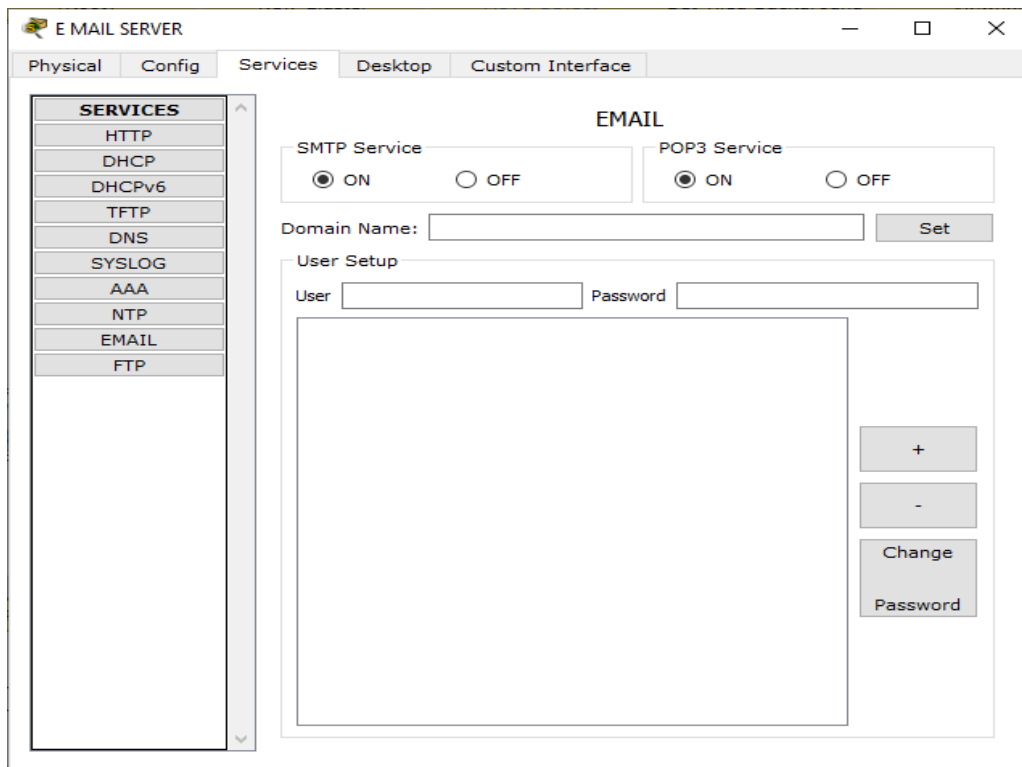 E MAIL SERVER
Physical Config Services Desktop Custom Interface
SERVICES
HTTP
DHCP
DHCPv6
TFTP
DNS
SYSLOG
AAA
NTP
EMAIL
FTP
EMAIL
SMTP Service
ON OFF
POP3 Service
ON OFF
Domain Name: Set
User Setup
User Password
+
-
Change
Password